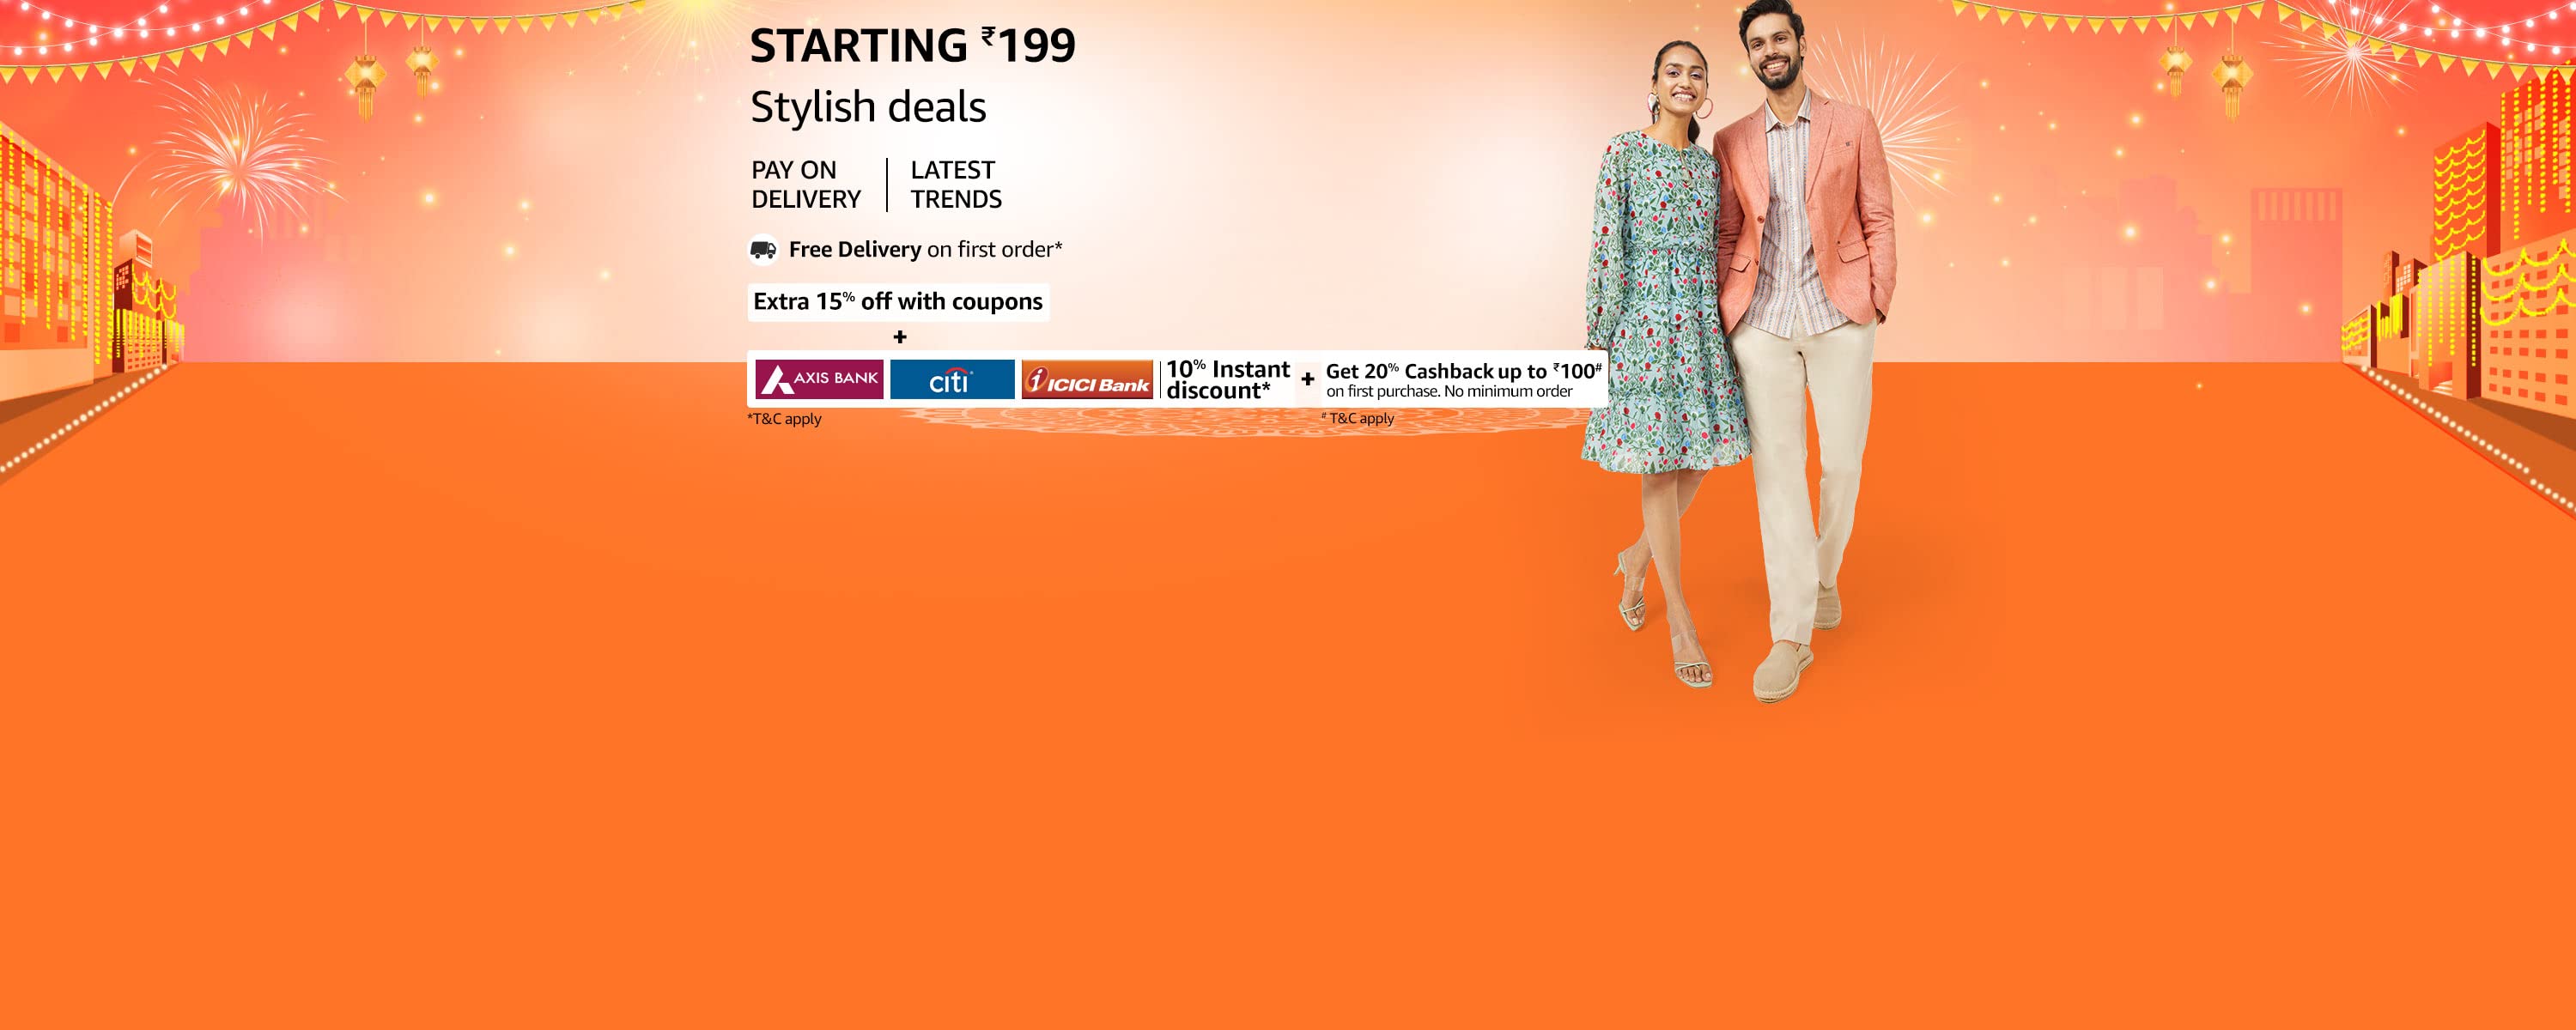 STARTING ₹199
Stylish deals
PAY ON
DELIVERY
LATEST
TRENDS
Free Delivery on first order*
Extra 15% off with coupons
+
AXIS BANK
citi
ICICI Bank
10% Instant
discount*
+
Get 20% Cashback up to ₹100#
on first purchase. No minimum order
*T&C apply
# T&C apply